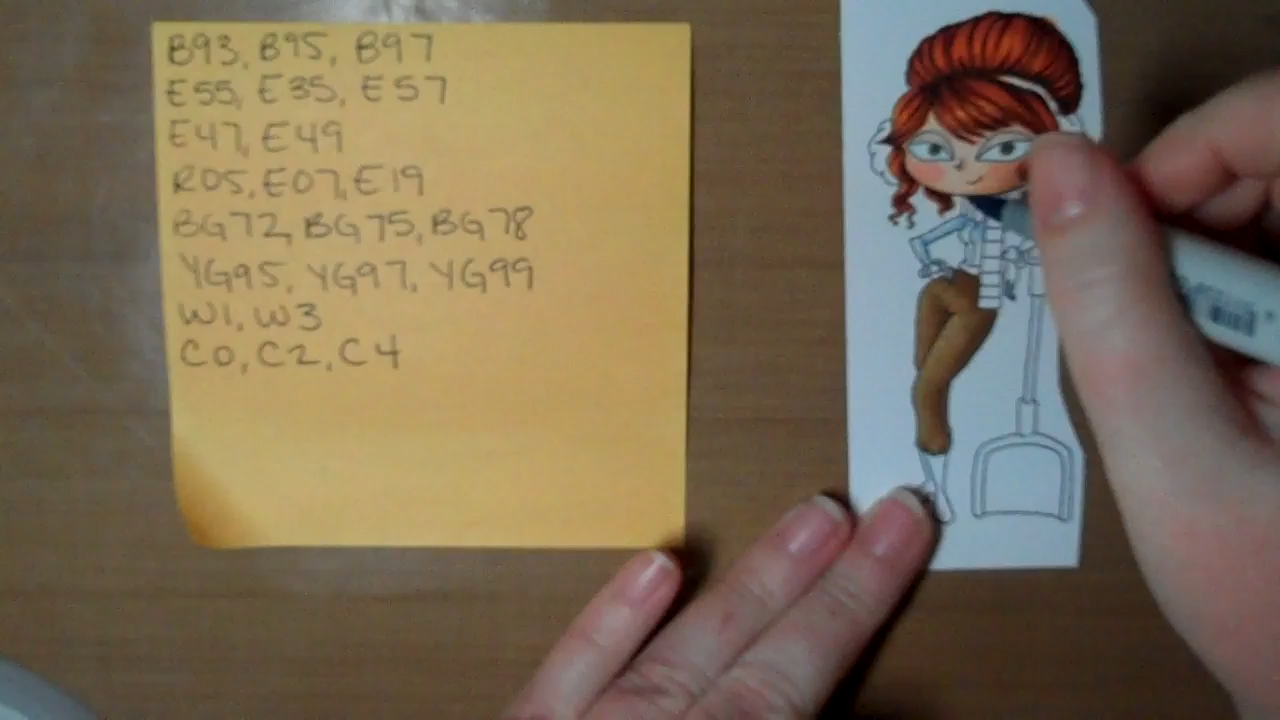 B93, B95, B97
E55, E35, E57
E47, E49
R05, E07, E19
BG72, BG75, BG78
YG95, YG97, YG99
W1, W3
C0, C2, C4